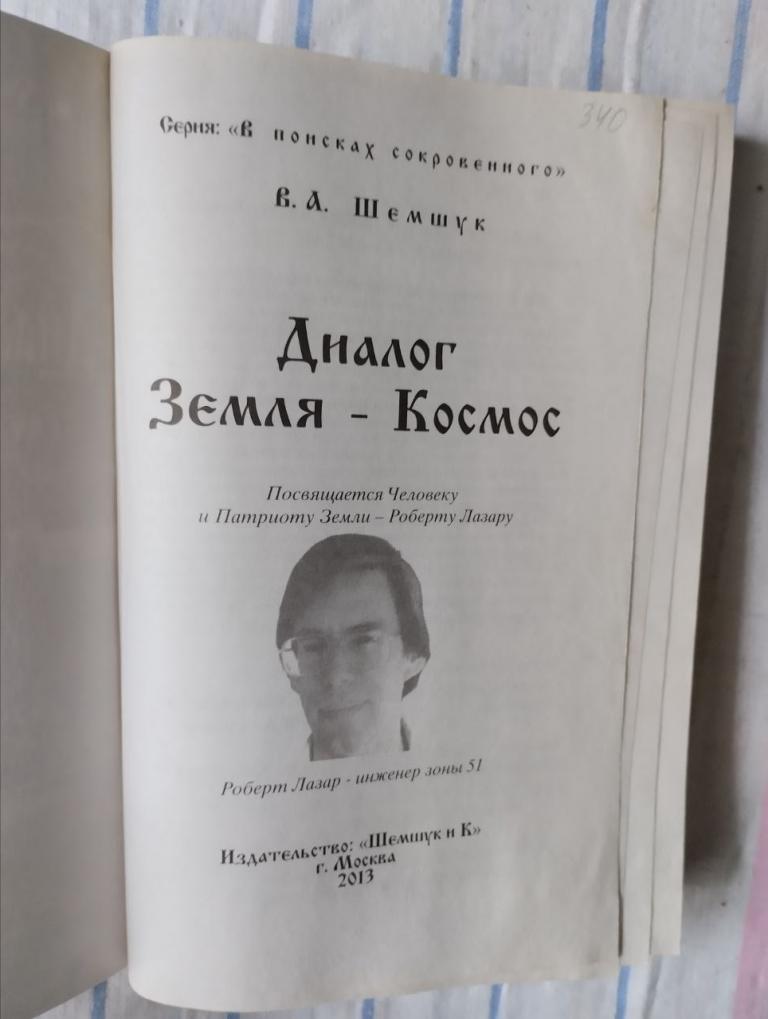 340
Серия: «В поисках сокровенного»
В. А. Шемшук
Диалог
Земля - Космос
Посвящается Человеку
и Патриоту Земли – Роберту Лазару
Роберт Лазар - инженер зоны 51
Издательство: «Шемшук и К»
г. Москва
2013